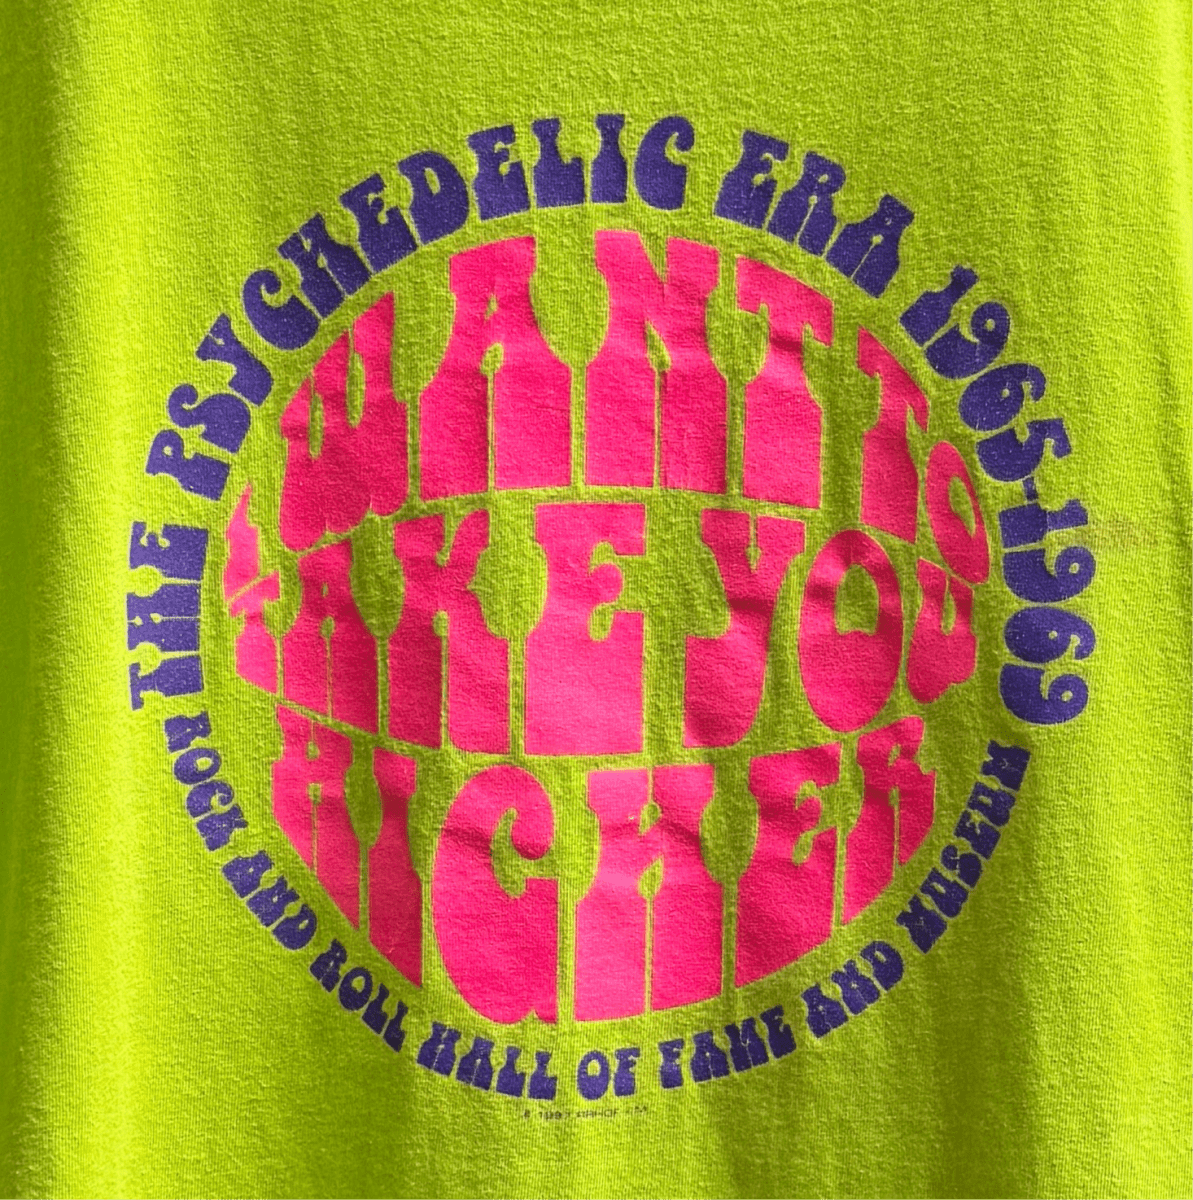 THE PSYCHEDELIC ERA 1965-1969
I WANT TO
TAKE YOU
HIGHER
ROCK AND ROLL HALL OF FAME AND MUSEUM